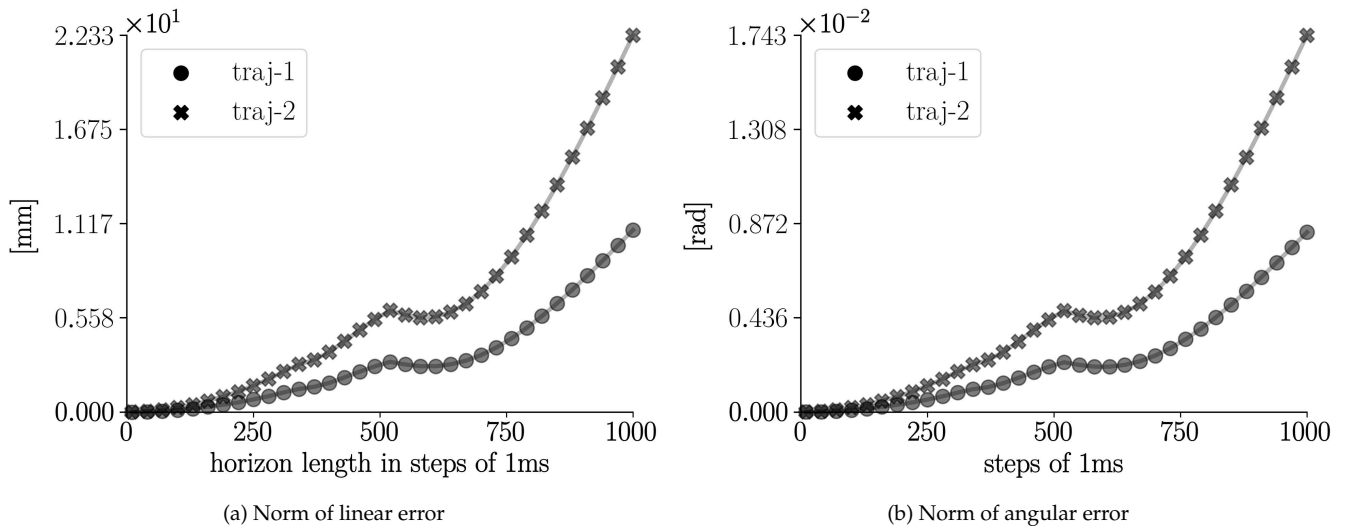 ×10¹
2.233
1.675
1.117
0.558
0.000
[mm]
traj-1
traj-2
0 250 500 750 1000
horizon length in steps of 1ms
(a) Norm of linear error
×10⁻²
1.743
1.308
0.872
0.436
0.000
[rad]
traj-1
traj-2
0 250 500 750 1000
steps of 1ms
(b) Norm of angular error